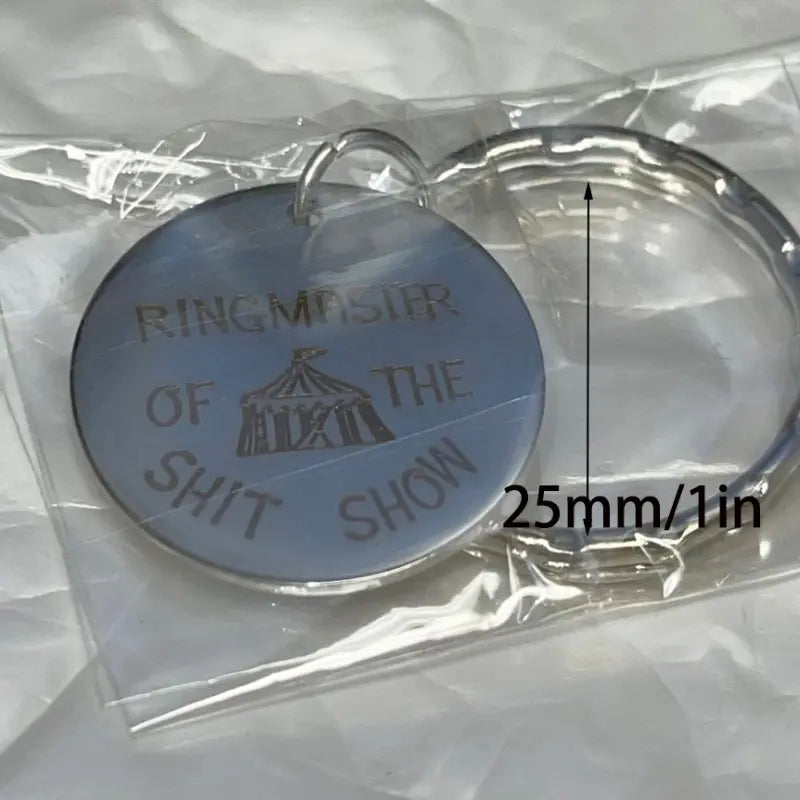 RINGMASTER
OF THE
SHIT SHOW
25mm/1in